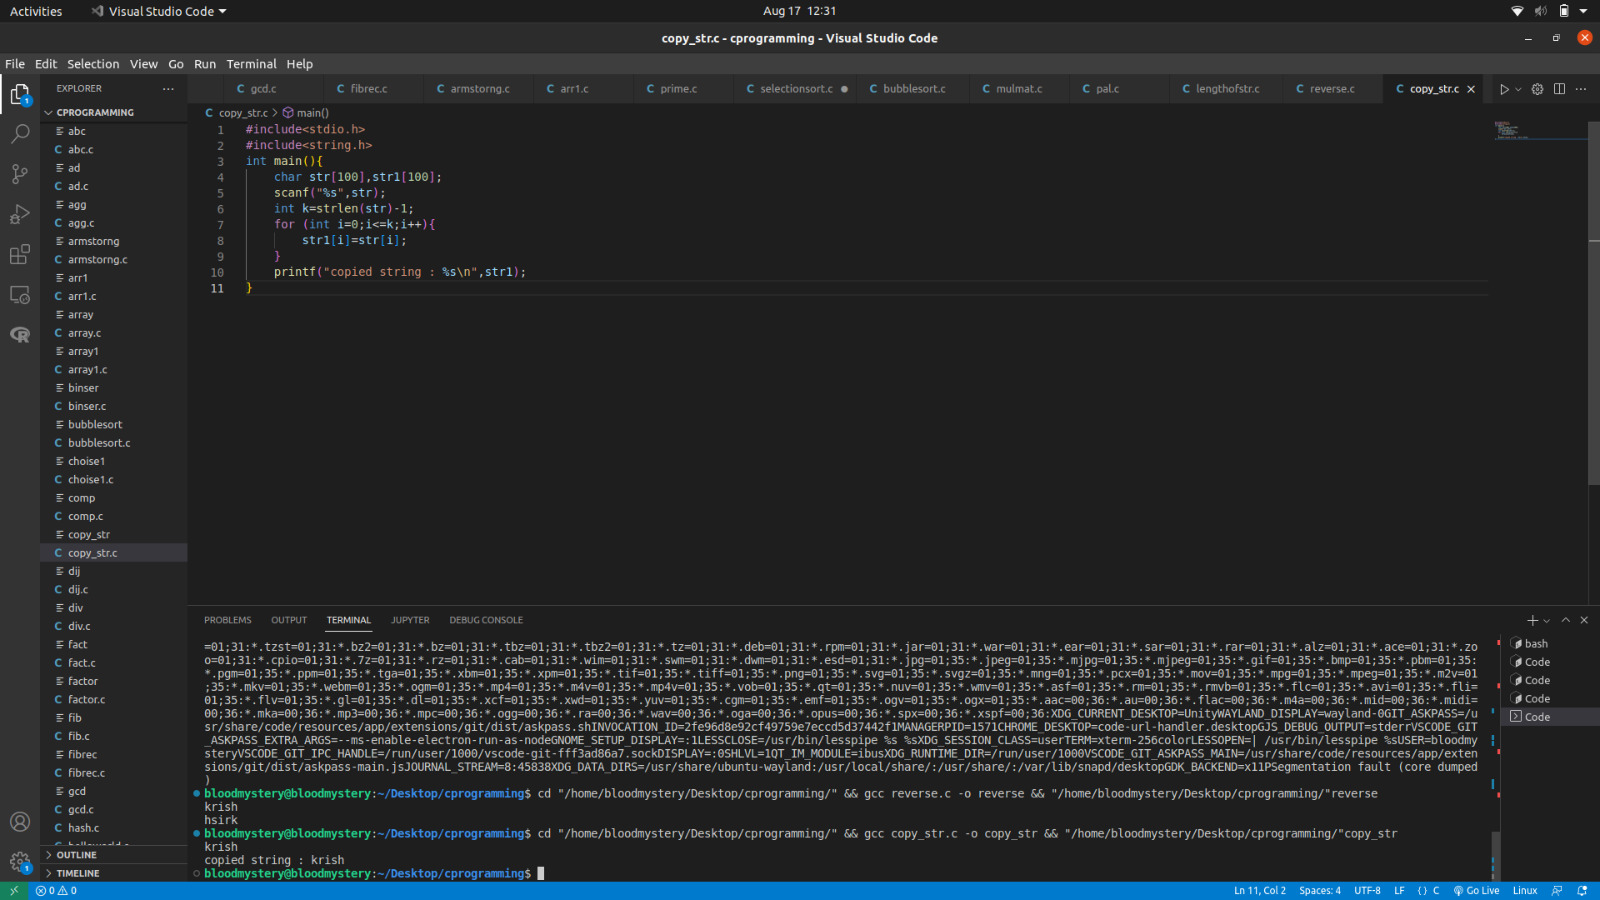 Activities
Visual Studio Code
Aug 17 12:31
copy_str.c - cprogramming - Visual Studio Code
File Edit Selection View Go Run Terminal Help
EXPLORER
gcd.c
fibrec.c
armstorng.c
arr1.c
prime.c
selectionsort.c
bubblesort.c
mulmat.c
pal.c
lengthofstr.c
reverse.c
copy_str.c
CPROGRAMMING
abc
abc.c
ad
ad.c
agg
agg.c
armstorng
armstorng.c
arr1
arr1.c
array
array.c
array1
array1.c
binser
binser.c
bubblesort
bubblesort.c
choise1
choise1.c
comp
comp.c
copy_str
copy_str.c
dij
dij.c
div
div.c
fact
fact.c
factor
factor.c
fib
fib.c
fibrec
fibrec.c
gcd
gcd.c
hash.c
OUTLINE
TIMELINE
copy_str.c > main()
1 #include<stdio.h>
2 #include<string.h>
3 int main(){
4 char str[100],str1[100];
5 scanf("%s",str);
6 int k=strlen(str)-1;
7 for (int i=0;i<=k;i++){
8 str1[i]=str[i];
9 }
10 printf("copied string : %s\n",str1);
11 }
PROBLEMS OUTPUT TERMINAL JUPYTER DEBUG CONSOLE
=01;31:*.tzst=01;31:*.bz2=01;31:*.bz=01;31:*.tbz=01;31:*.tbz2=01;31:*.tz=01;31:*.deb=01;31:*.rpm=01;31:*.jar=01;31:*.war=01;31:*.ear=01;31:*.sar=01;31:*.rar=01;31:*.alz=01;31:*.ace=01;31:*.zo
o=01;31:*.cpio=01;31:*.7z=01;31:*.rz=01;31:*.cab=01;31:*.wim=01;31:*.swm=01;31:*.dwm=01;31:*.esd=01;31:*.jpg=01;35:*.jpeg=01;35:*.mjpg=01;35:*.mjpeg=01;35:*.gif=01;35:*.bmp=01;35:*.pbm=01;35:
*.pgm=01;35:*.ppm=01;35:*.tga=01;35:*.xbm=01;35:*.xpm=01;35:*.tif=01;35:*.tiff=01;35:*.png=01;35:*.svg=01;35:*.svgz=01;35:*.mng=01;35:*.pcx=01;35:*.mov=01;35:*.mpg=01;35:*.mpeg=01;35:*.m2v=01
;35:*.mkv=01;35:*.webm=01;35:*.ogm=01;35:*.mp4=01;35:*.m4v=01;35:*.mp4v=01;35:*.vob=01;35:*.qt=01;35:*.nuv=01;35:*.wmv=01;35:*.asf=01;35:*.rm=01;35:*.rmvb=01;35:*.flc=01;35:*.avi=01;35:*.fli=
01;35:*.flv=01;35:*.gl=01;35:*.dl=01;35:*.xcf=01;35:*.xwd=01;35:*.yuv=01;35:*.cgm=01;35:*.emf=01;35:*.ogv=01;35:*.ogx=01;35:*.aac=00;36:*.au=00;36:*.flac=00;36:*.m4a=00;36:*.mid=00;36:*.midi=
00;36:*.mka=00;36:*.mp3=00;36:*.mpc=00;36:*.ogg=00;36:*.ra=00;36:*.wav=00;36:*.oga=00;36:*.opus=00;36:*.spx=00;36:*.xspf=00;36:XDG_CURRENT_DESKTOP=UnityWAYLAND_DISPLAY=wayland-0GIT_ASKPASS=/u
sr/share/code/resources/app/extensions/git/dist/askpass.shINVOCATION_ID=2fe96d8e92cf49759e7eccd5d37442f1MANAGERPID=1571CHROME_DESKTOP=code-url-handler.desktopGJS_DEBUG_OUTPUT=stderrVSCODE_GIT
_ASKPASS_EXTRA_ARGS=--ms-enable-electron-run-as-nodeGNOME_SETUP_DISPLAY=:1LESSCLOSE=/usr/bin/lesspipe %s %sXDG_SESSION_CLASS=userTERM=xterm-256colorLESSOPEN=| /usr/bin/lesspipe %sUSER=bloodmy
steryVSCODE_GIT_IPC_HANDLE=/run/user/1000/vscode-git-fff3ad86a7.sockDISPLAY=:0SHLVL=1QT_IM_MODULE=ibusXDG_RUNTIME_DIR=/run/user/1000VSCODE_GIT_ASKPASS_MAIN=/usr/share/code/resources/app/exten
sions/git/dist/askpass-main.jsJOURNAL_STREAM=8:45838XDG_DATA_DIRS=/usr/share/ubuntu-wayland:/usr/local/share/:/usr/share/:/var/lib/snapd/desktopGDK_BACKEND=x11PSegmentation fault (core dumped
)
bloodmystery@bloodmystery:~/Desktop/cprogramming$ cd "/home/bloodmystery/Desktop/cprogramming/" && gcc reverse.c -o reverse && "/home/bloodmystery/Desktop/cprogramming/"reverse
krish
hsirk
bloodmystery@bloodmystery:~/Desktop/cprogramming$ cd "/home/bloodmystery/Desktop/cprogramming/" && gcc copy_str.c -o copy_str && "/home/bloodmystery/Desktop/cprogramming/"copy_str
krish
copied string : krish
bloodmystery@bloodmystery:~/Desktop/cprogramming$
bash
Code
Code
Code
Code
0 0
Ln 11, Col 2 Spaces: 4 UTF-8 LF {} C Go Live Linux